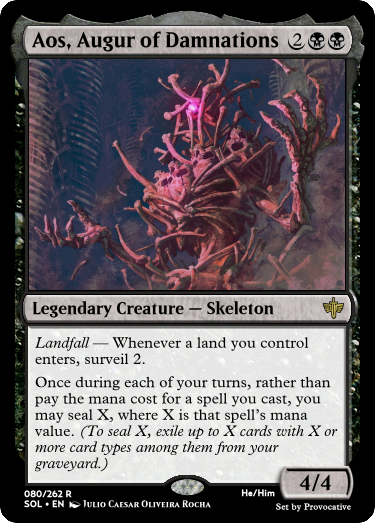 Aos, Augur of Damnations 2
Legendary Creature — Skeleton
Landfall — Whenever a land you control
enters, surveil 2.
Once during each of your turns, rather than
pay the mana cost for a spell you cast, you
may seal X, where X is that spell's mana
value. (To seal X, exile up to X cards with X or
more card types among them from your
graveyard.)
4/4
080/262 R He/Him
SOL • EN Julio Caesar Oliveira Rocha Set by Provocative